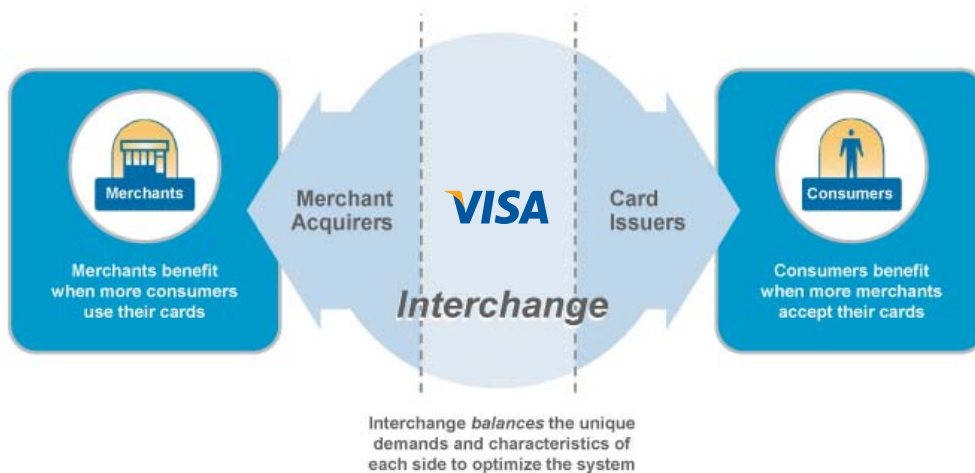 Merchants
Merchants benefit
when more consumers
use their cards
Merchant
Acquirers
VISA
Card
Issuers
Interchange
Consumers
Consumers benefit
when more merchants
accept their cards
Interchange balances the unique
demands and characteristics of
each side to optimize the system